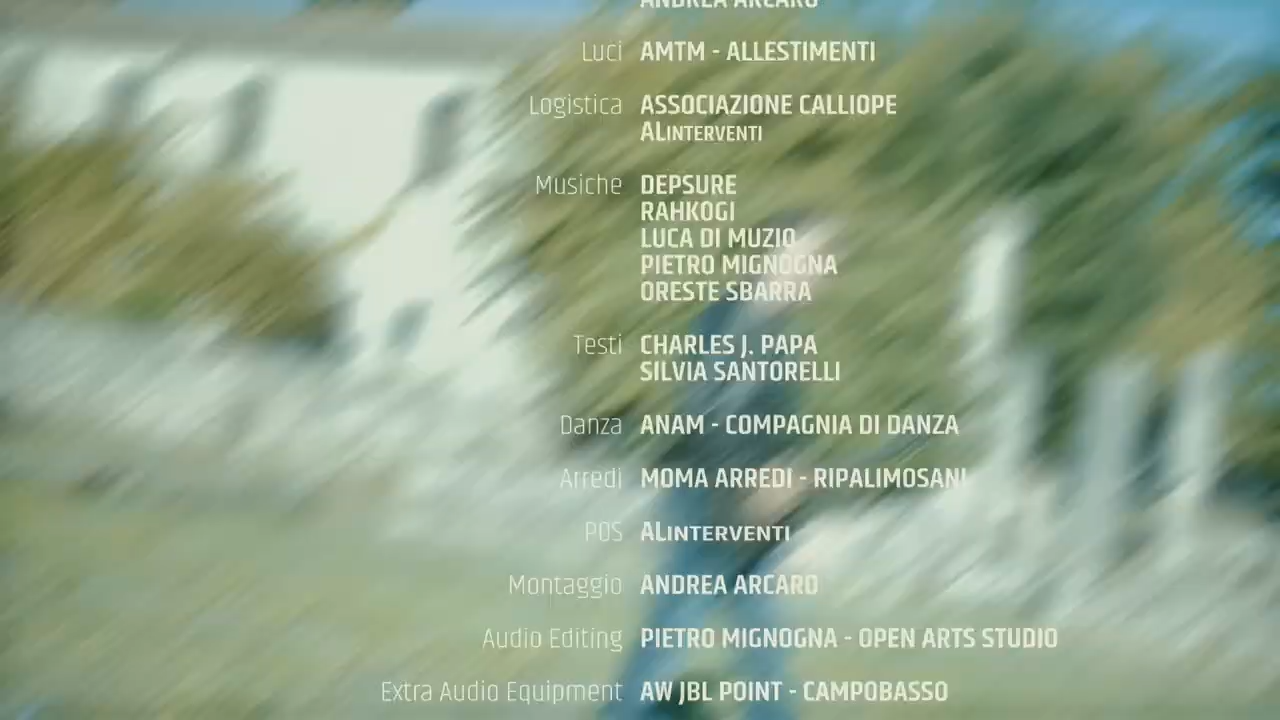 ANDREA ARCARO
Luci AMTM - ALLESTIMENTI
Logistica ASSOCIAZIONE CALLIOPE
ALINTERVENTI
Musiche DEPSURE
RAHKOGI
LUCA DI MUZIO
PIETRO MIGNOGNA
ORESTE SBARRA
Testi CHARLES J. PAPA
SILVIA SANTORELLI
Danza ANAM - COMPAGNIA DI DANZA
Arredi MOMA ARREDI - RIPALIMOSANI
POS ALINTERVENTI
Montaggio ANDREA ARCARO
Audio Editing PIETRO MIGNOGNA - OPEN ARTS STUDIO
Extra Audio Equipment AW JBL POINT - CAMPOBASSO